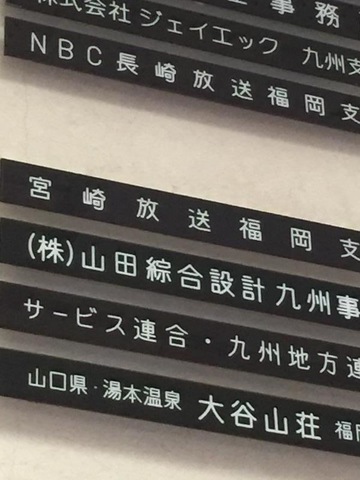 事務
株式会社ジェイエック 九州支
NBC長崎放送福岡支
宮崎放送福岡支
(株)山田綜合設計九州事
サービス連合・九州地方連
山口県・湯本温泉 大谷山荘 福岡